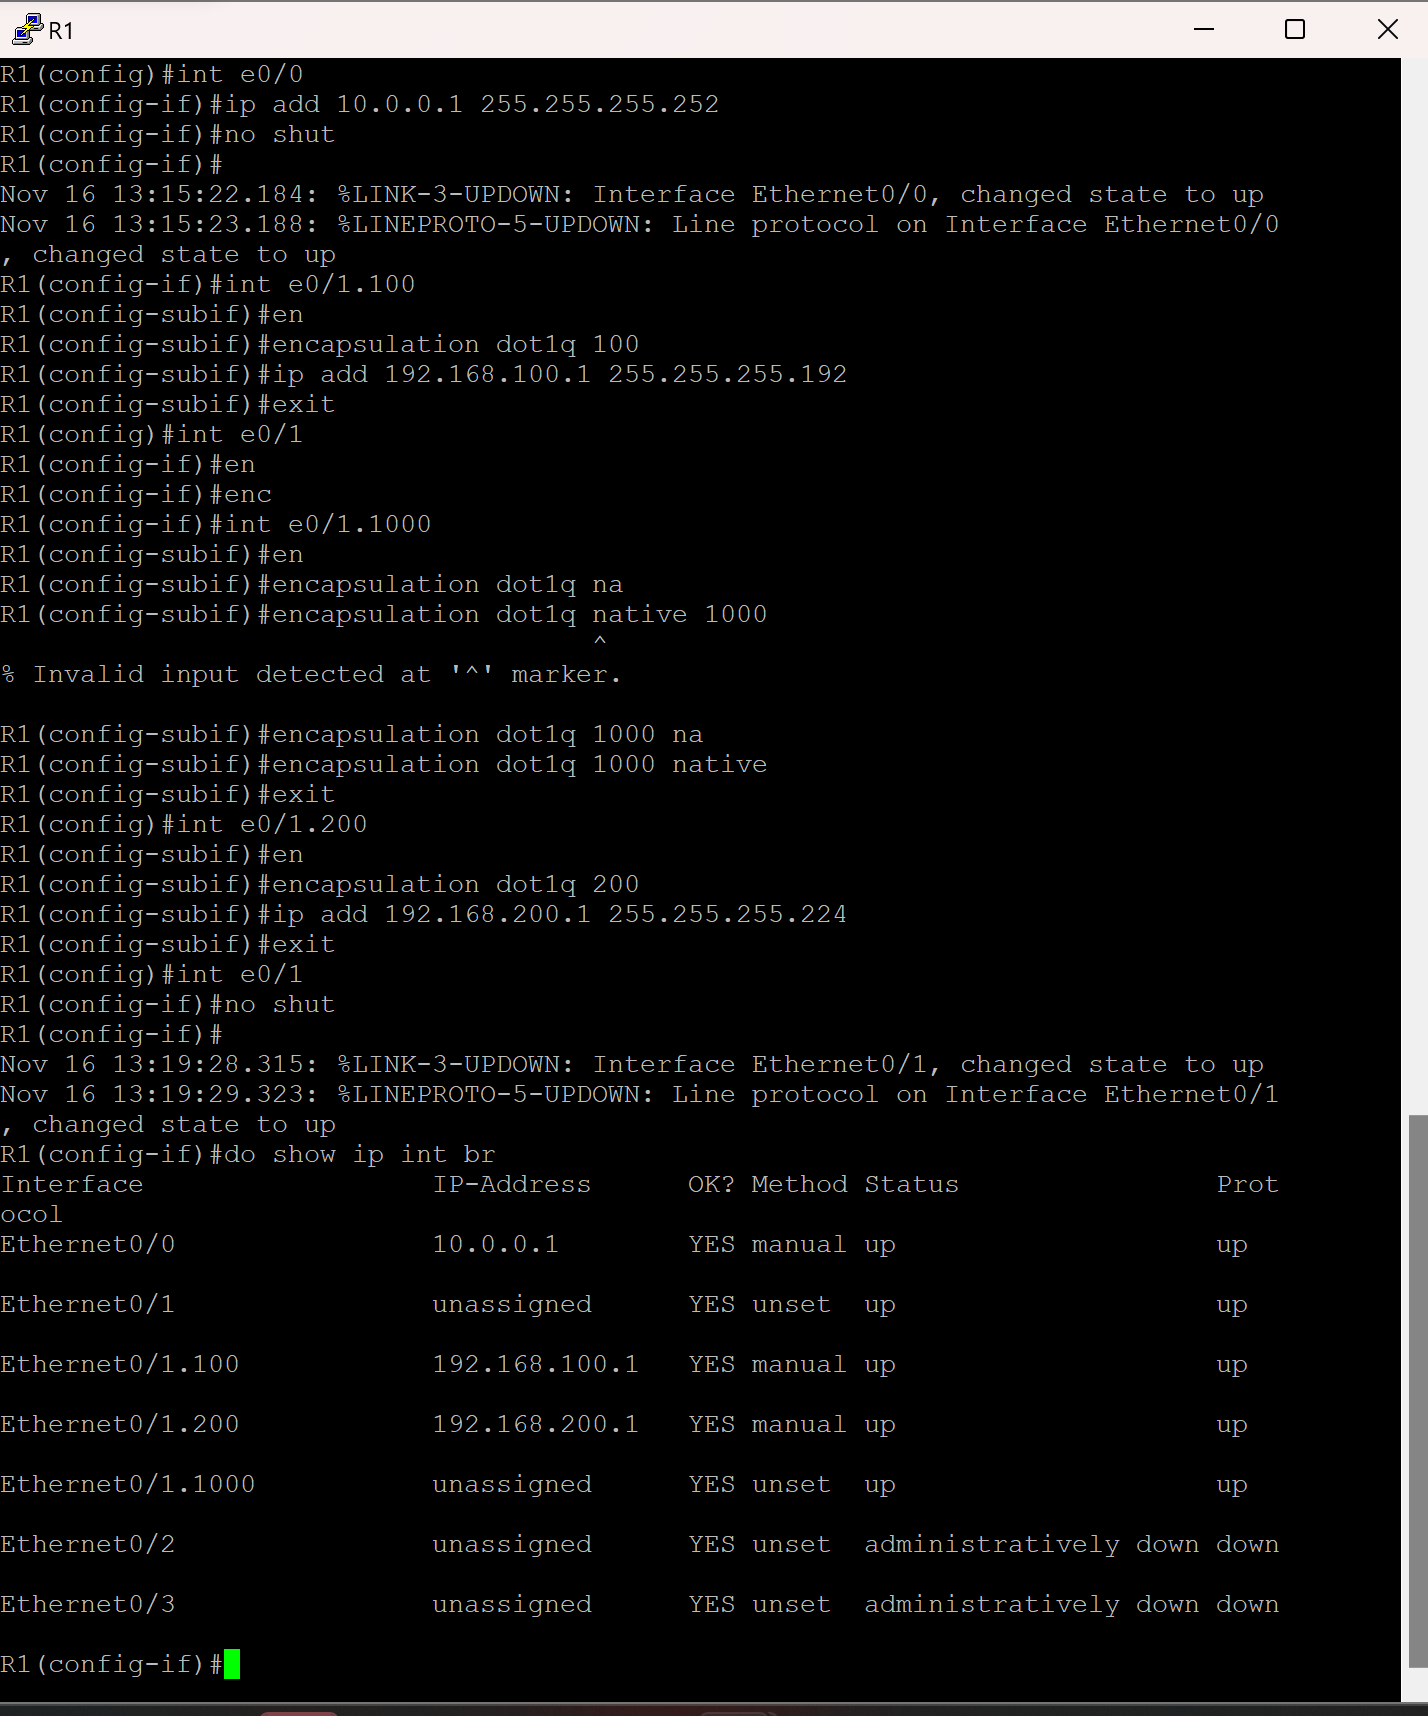 R1
R1(config)#int e0/0
R1(config-if)#ip add 10.0.0.1 255.255.255.252
R1(config-if)#no shut
R1(config-if)#
Nov 16 13:15:22.184: %LINK-3-UPDOWN: Interface Ethernet0/0, changed state to up
Nov 16 13:15:23.188: %LINEPROTO-5-UPDOWN: Line protocol on Interface Ethernet0/0
, changed state to up
R1(config-if)#int e0/1.100
R1(config-subif)#en
R1(config-subif)#encapsulation dot1q 100
R1(config-subif)#ip add 192.168.100.1 255.255.255.192
R1(config-subif)#exit
R1(config)#int e0/1
R1(config-if)#en
R1(config-if)#enc
R1(config-if)#int e0/1.1000
R1(config-subif)#en
R1(config-subif)#encapsulation dot1q na
R1(config-subif)#encapsulation dot1q native 1000
^
% Invalid input detected at '^' marker.
R1(config-subif)#encapsulation dot1q 1000 na
R1(config-subif)#encapsulation dot1q 1000 native
R1(config-subif)#exit
R1(config)#int e0/1.200
R1(config-subif)#en
R1(config-subif)#encapsulation dot1q 200
R1(config-subif)#ip add 192.168.200.1 255.255.255.224
R1(config-subif)#exit
R1(config)#int e0/1
R1(config-if)#no shut
R1(config-if)#
Nov 16 13:19:28.315: %LINK-3-UPDOWN: Interface Ethernet0/1, changed state to up
Nov 16 13:19:29.323: %LINEPROTO-5-UPDOWN: Line protocol on Interface Ethernet0/1
, changed state to up
R1(config-if)#do show ip int br
Interface                  IP-Address      OK? Method Status                Prot
ocol
Ethernet0/0                10.0.0.1        YES manual up                    up
Ethernet0/1                unassigned      YES unset  up                    up
Ethernet0/1.100            192.168.100.1   YES manual up                    up
Ethernet0/1.200            192.168.200.1   YES manual up                    up
Ethernet0/1.1000           unassigned      YES unset  up                    up
Ethernet0/2                unassigned      YES unset  administratively down down
Ethernet0/3                unassigned      YES unset  administratively down down
R1(config-if)#